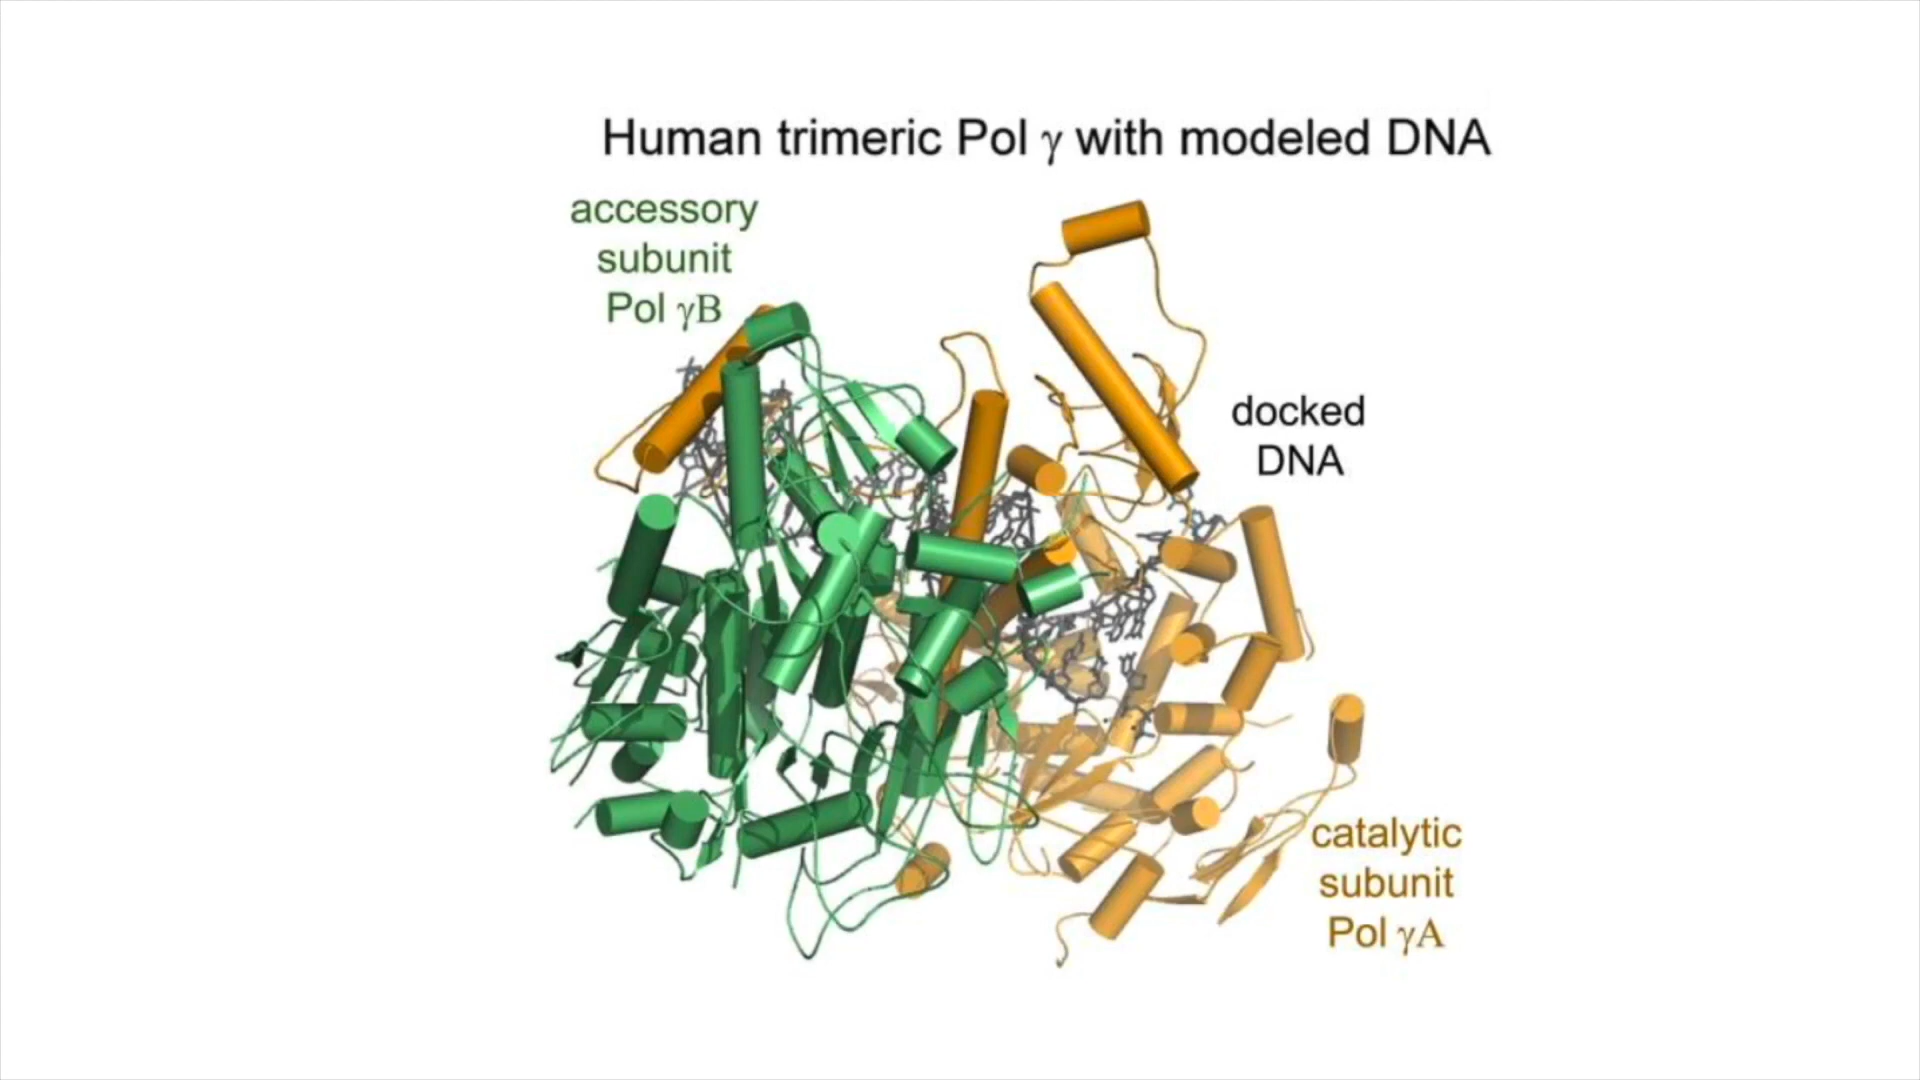 Human trimeric Pol γ with modeled DNA
accessory
subunit
Pol γB
docked
DNA
catalytic
subunit
Pol γA